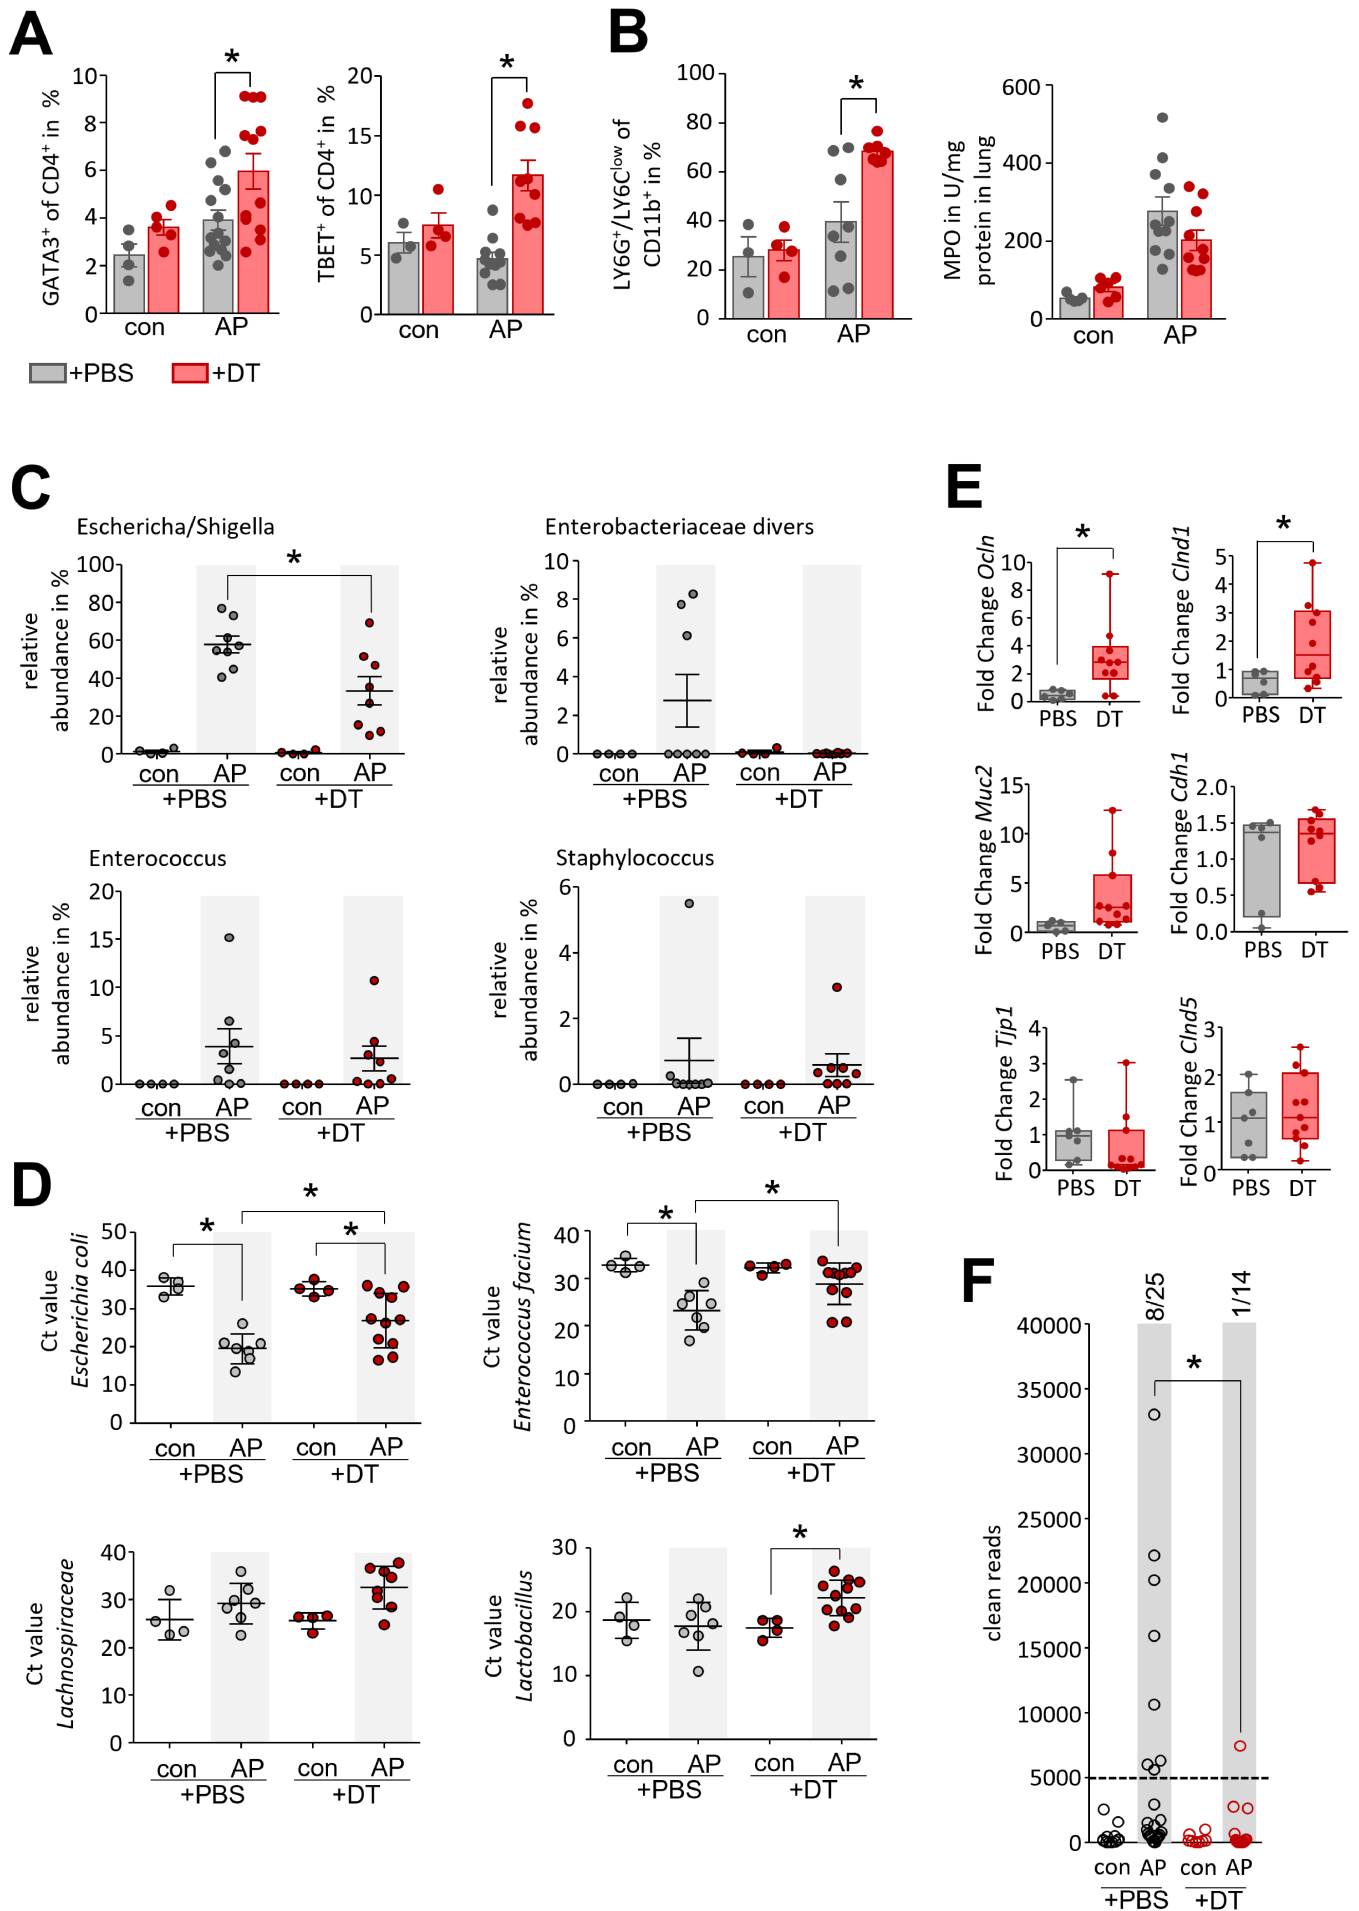 A
GATA3+ of CD4+ in %
10
8
6
4
2
0
*
con
AP
TBET+ of CD4+ in %
20
15
10
5
0
*
con
AP
+PBS
+DT
B
LY6G+/LY6Clow of
CD11b+ in %
100
80
60
40
20
0
*
con
AP
MPO in U/mg
protein in lung
600
400
200
0
con
AP
C
Eschericha/Shigella
relative
abundance in %
100
80
60
40
20
0
*
con
AP
con
AP
+PBS
+DT
Enterobacteriaceae divers
relative
abundance in %
10
8
6
4
2
0
con
AP
con
AP
+PBS
+DT
Enterococcus
relative
abundance in %
20
15
10
5
0
con
AP
con
AP
+PBS
+DT
Staphylococcus
relative
abundance in %
6
4
2
0
con
AP
con
AP
+PBS
+DT
D
Ct value
Escherichia coli
50
40
30
20
10
0
*
*
*
con
AP
con
AP
+PBS
+DT
Ct value
Enterococcus facium
40
30
20
10
0
*
*
con
AP
con
AP
+PBS
+DT
Ct value
Lachnospiraceae
40
30
20
10
0
con
AP
con
AP
+PBS
+DT
Ct value
Lactobacillus
30
20
10
0
*
con
AP
con
AP
+PBS
+DT
E
Fold Change Ocln
10
8
6
4
2
0
*
PBS
DT
Fold Change Clnd1
5
4
3
2
1
0
*
PBS
DT
Fold Change Muc2
15
10
5
0
PBS
DT
Fold Change Cdh1
2.0
1.5
1.0
0.5
0.0
PBS
DT
Fold Change Tjp1
4
3
2
1
0
PBS
DT
Fold Change Clnd5
3
2
1
0
PBS
DT
F
8/25
1/14
clean reads
40000
35000
30000
25000
20000
15000
10000
5000
0
*
con
AP
con
AP
+PBS
+DT